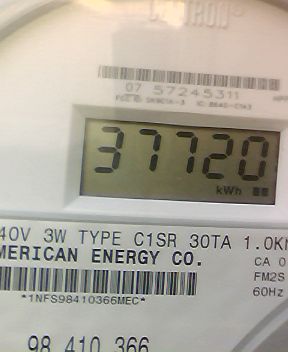 CENTRON®
07 57245311
37720
kWh
40V 3W TYPE C1SR 30TA 1.0K
MERICAN ENERGY CO.
CA 0
FM2S
60Hz
*1NFS98410366MEC*
98 410 366